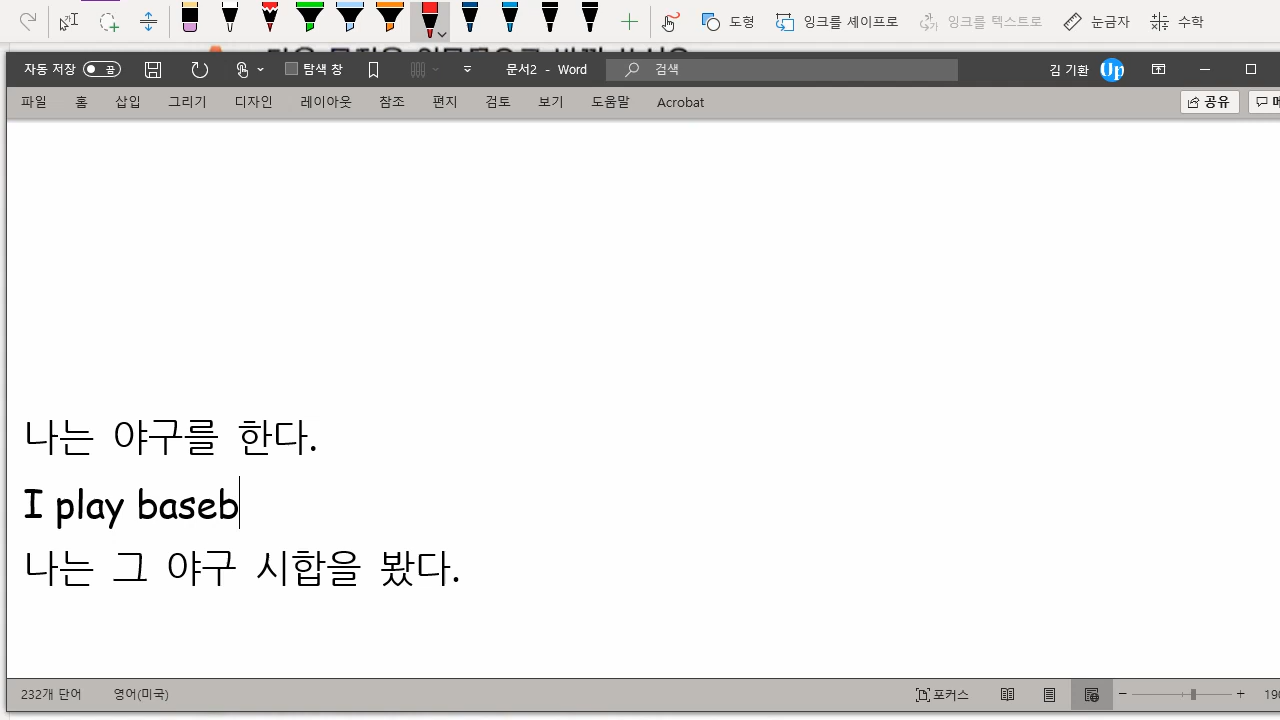 도형 잉크를 셰이프로 잉크를 텍스트로 눈금자 수학
자동 저장 끔 탐색 창 문서2 - Word 검색 김 기환 Up
파일 홈 삽입 그리기 디자인 레이아웃 참조 편지 검토 보기 도움말 Acrobat 공유
나는 야구를 한다.
I play baseb
나는 그 야구 시합을 봤다.
232개 단어 영어(미국) 포커스